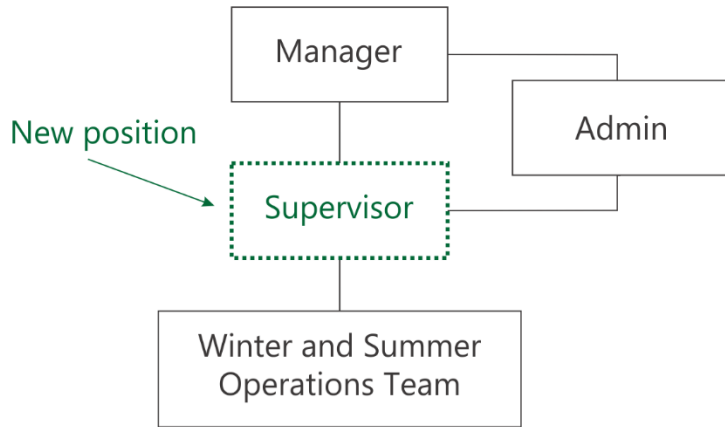 Manager
Admin
New position
Supervisor
Winter and Summer
Operations Team